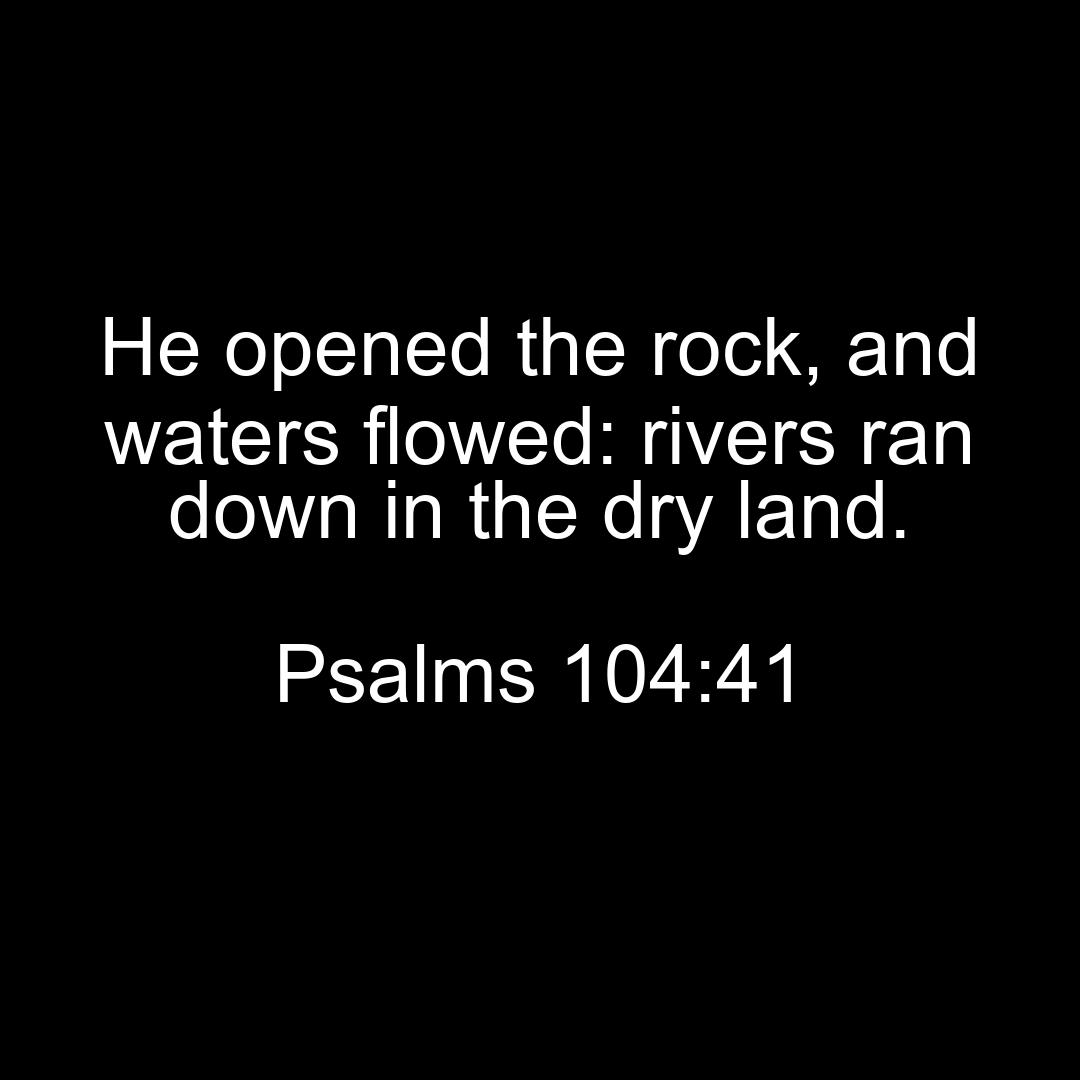 He opened the rock, and
waters flowed: rivers ran
down in the dry land.
Psalms 104:41